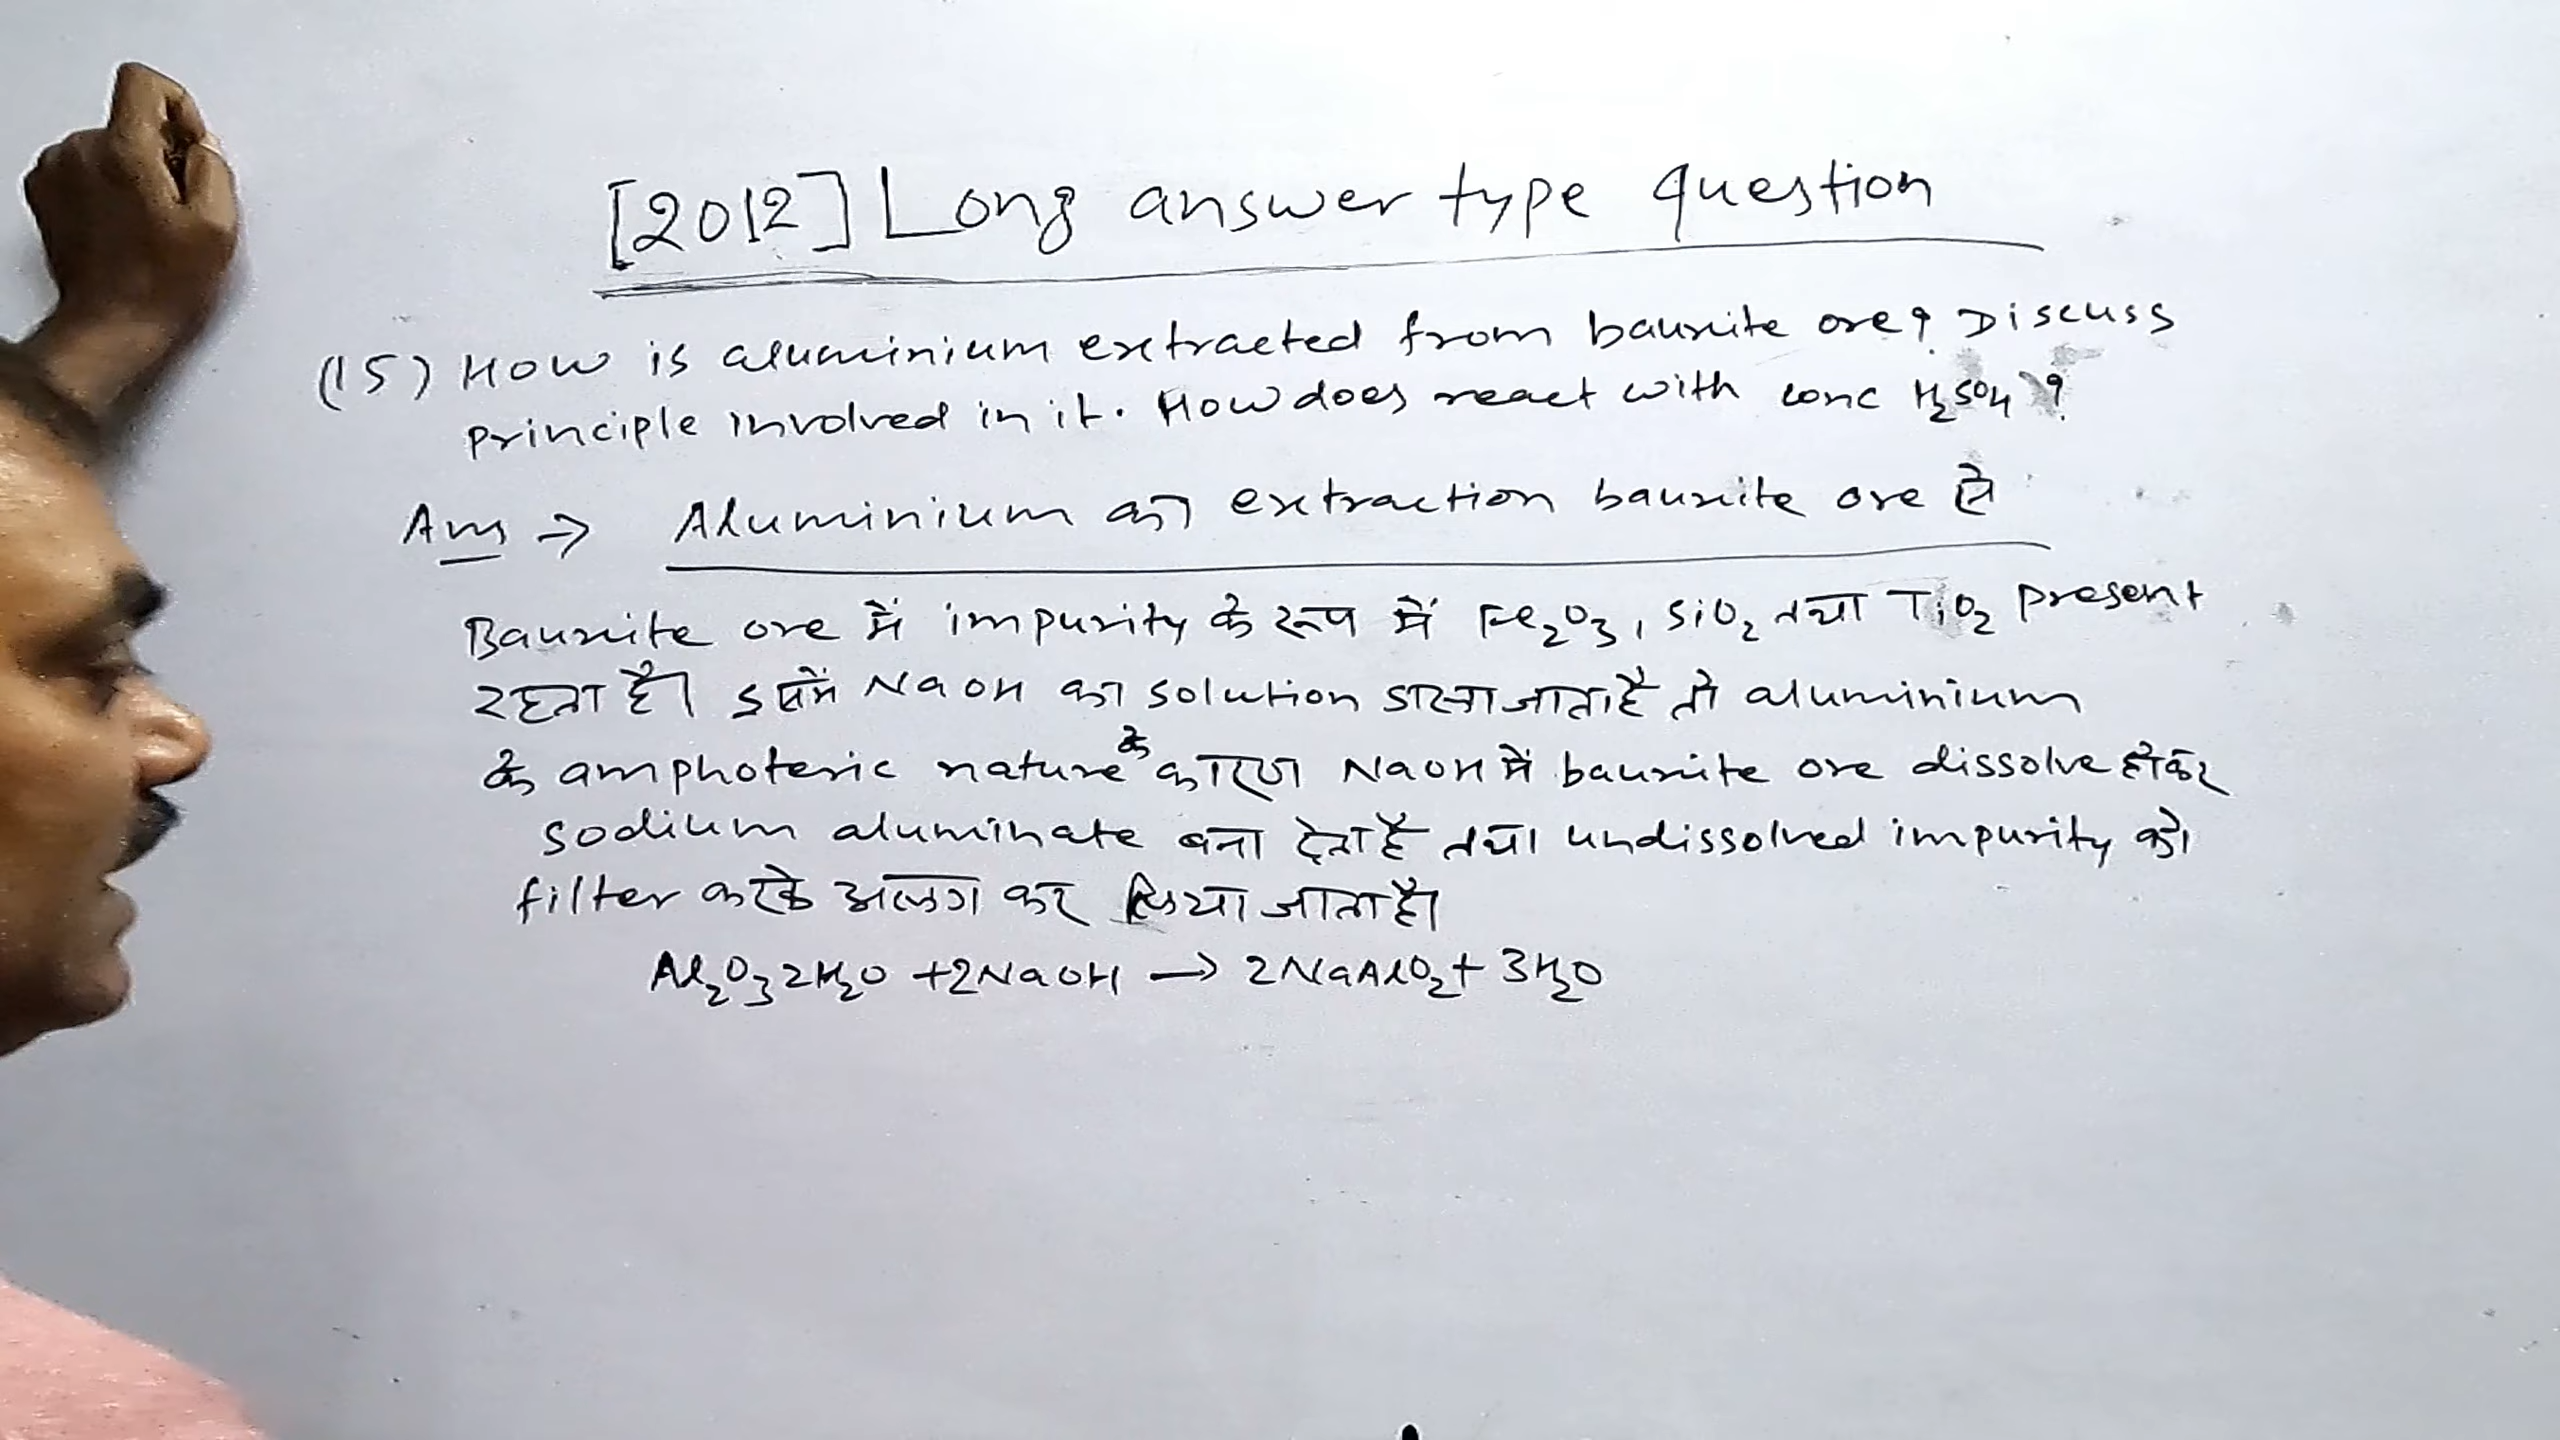 [2012] Long answer type question
(15) How is aluminium extracted from bauxite ore? Discuss
principle involved in it. How does react with conc H₂SO₄?
Ans → Aluminium का extraction bauxite ore से
Bauxite ore में impurity के रूप में Fe₂O₃, SiO₂ तथा TiO₂ present
रहता है। इसमें NaOH का solution डाला जाता है तो aluminium
के amphoteric nature के कारण NaOH में bauxite ore dissolve होकर
sodium aluminate बना देता है तथा undissolved impurity को
filter करके अलग कर लिया जाता है।
Al₂O₃2H₂O + 2NaOH → 2NaAlO₂ + 3H₂O